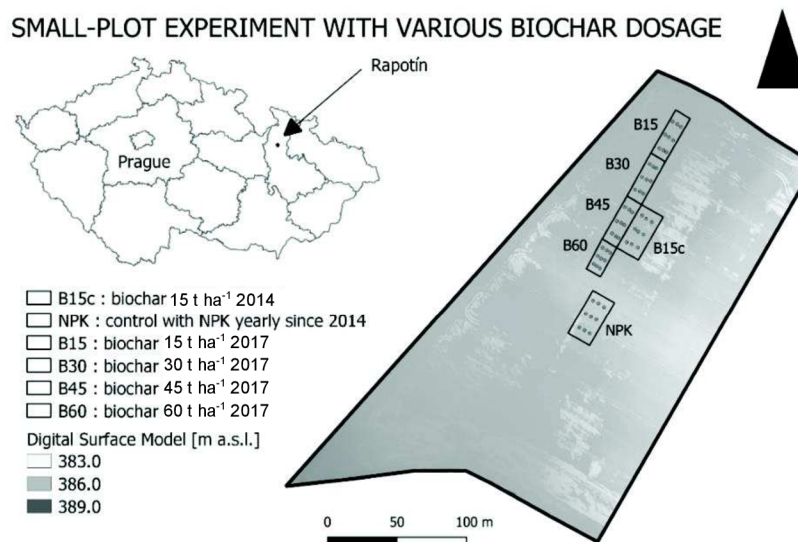 SMALL-PLOT EXPERIMENT WITH VARIOUS BIOCHAR DOSAGE
Rapotín
Prague
B15
B30
B45
B60
B15c
NPK
B15c : biochar 15 t ha⁻¹ 2014
NPK : control with NPK yearly since 2014
B15 : biochar 15 t ha⁻¹ 2017
B30 : biochar 30 t ha⁻¹ 2017
B45 : biochar 45 t ha⁻¹ 2017
B60 : biochar 60 t ha⁻¹ 2017
Digital Surface Model [m a.s.l.]
383.0
386.0
389.0
0 50 100 m